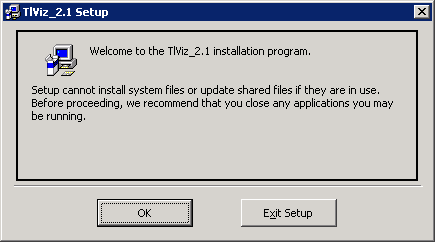 TlViz_2.1 Setup
Welcome to the TlViz_2.1 installation program.
Setup cannot install system files or update shared files if they are in use.
Before proceeding, we recommend that you close any applications you may
be running.
OK
Exit Setup